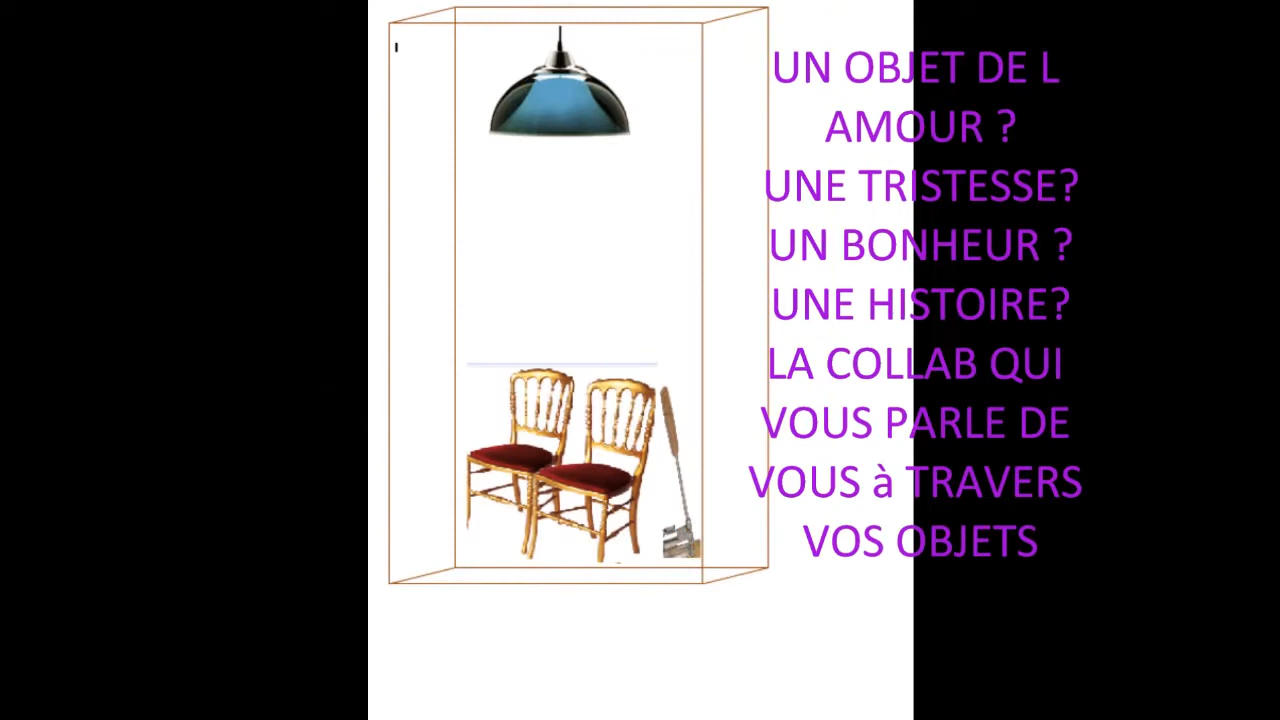 UN OBJET DE L
AMOUR ?
UNE TRISTESSE?
UN BONHEUR ?
UNE HISTOIRE?
LA COLLAB QUI
VOUS PARLE DE
VOUS à TRAVERS
VOS OBJETS